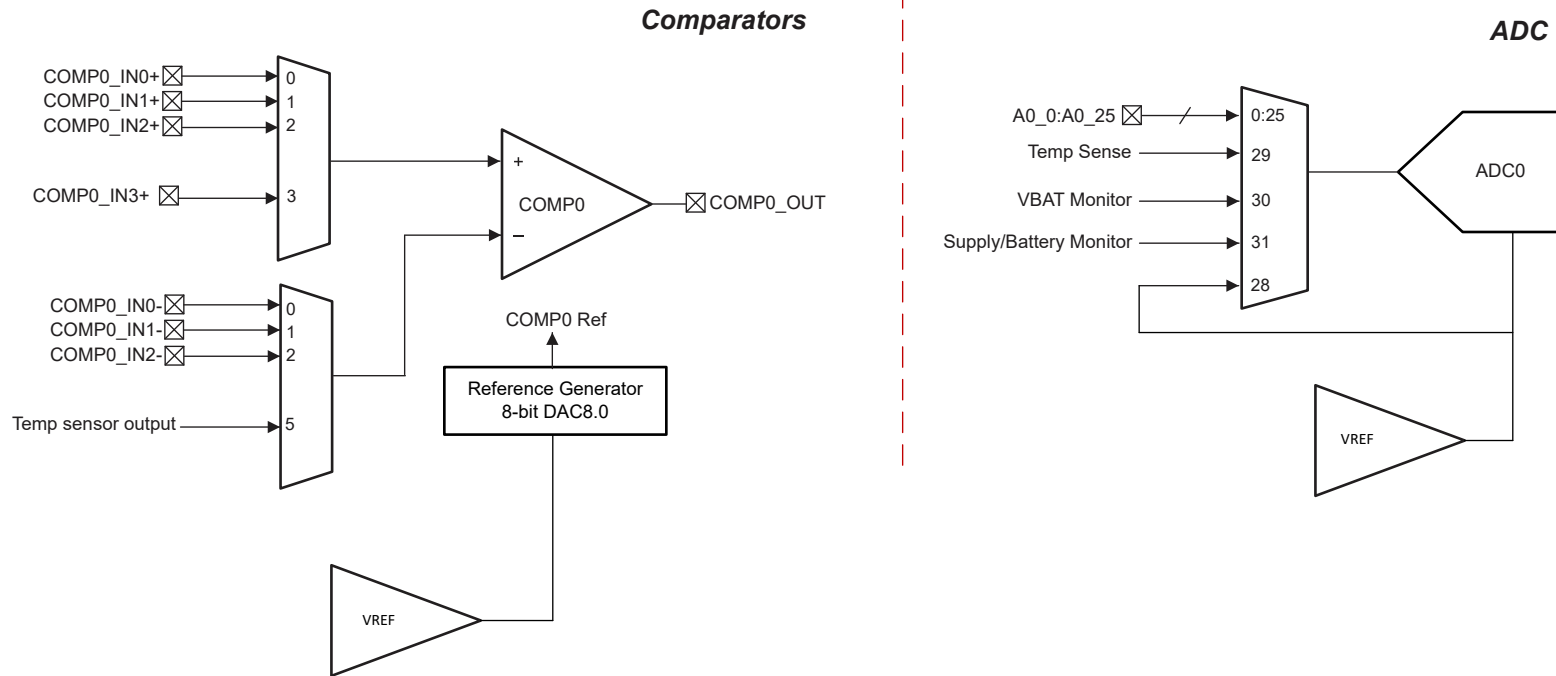 Comparators
COMP0_IN0+
COMP0_IN1+
COMP0_IN2+
COMP0_IN3+
0
1
2
3
+
COMP0
−
COMP0_OUT
COMP0_IN0-
COMP0_IN1-
COMP0_IN2-
Temp sensor output
0
1
2
5
COMP0 Ref
Reference Generator
8-bit DAC8.0
VREF
ADC
A0_0:A0_25
Temp Sense
VBAT Monitor
Supply/Battery Monitor
0:25
29
30
31
28
ADC0
VREF